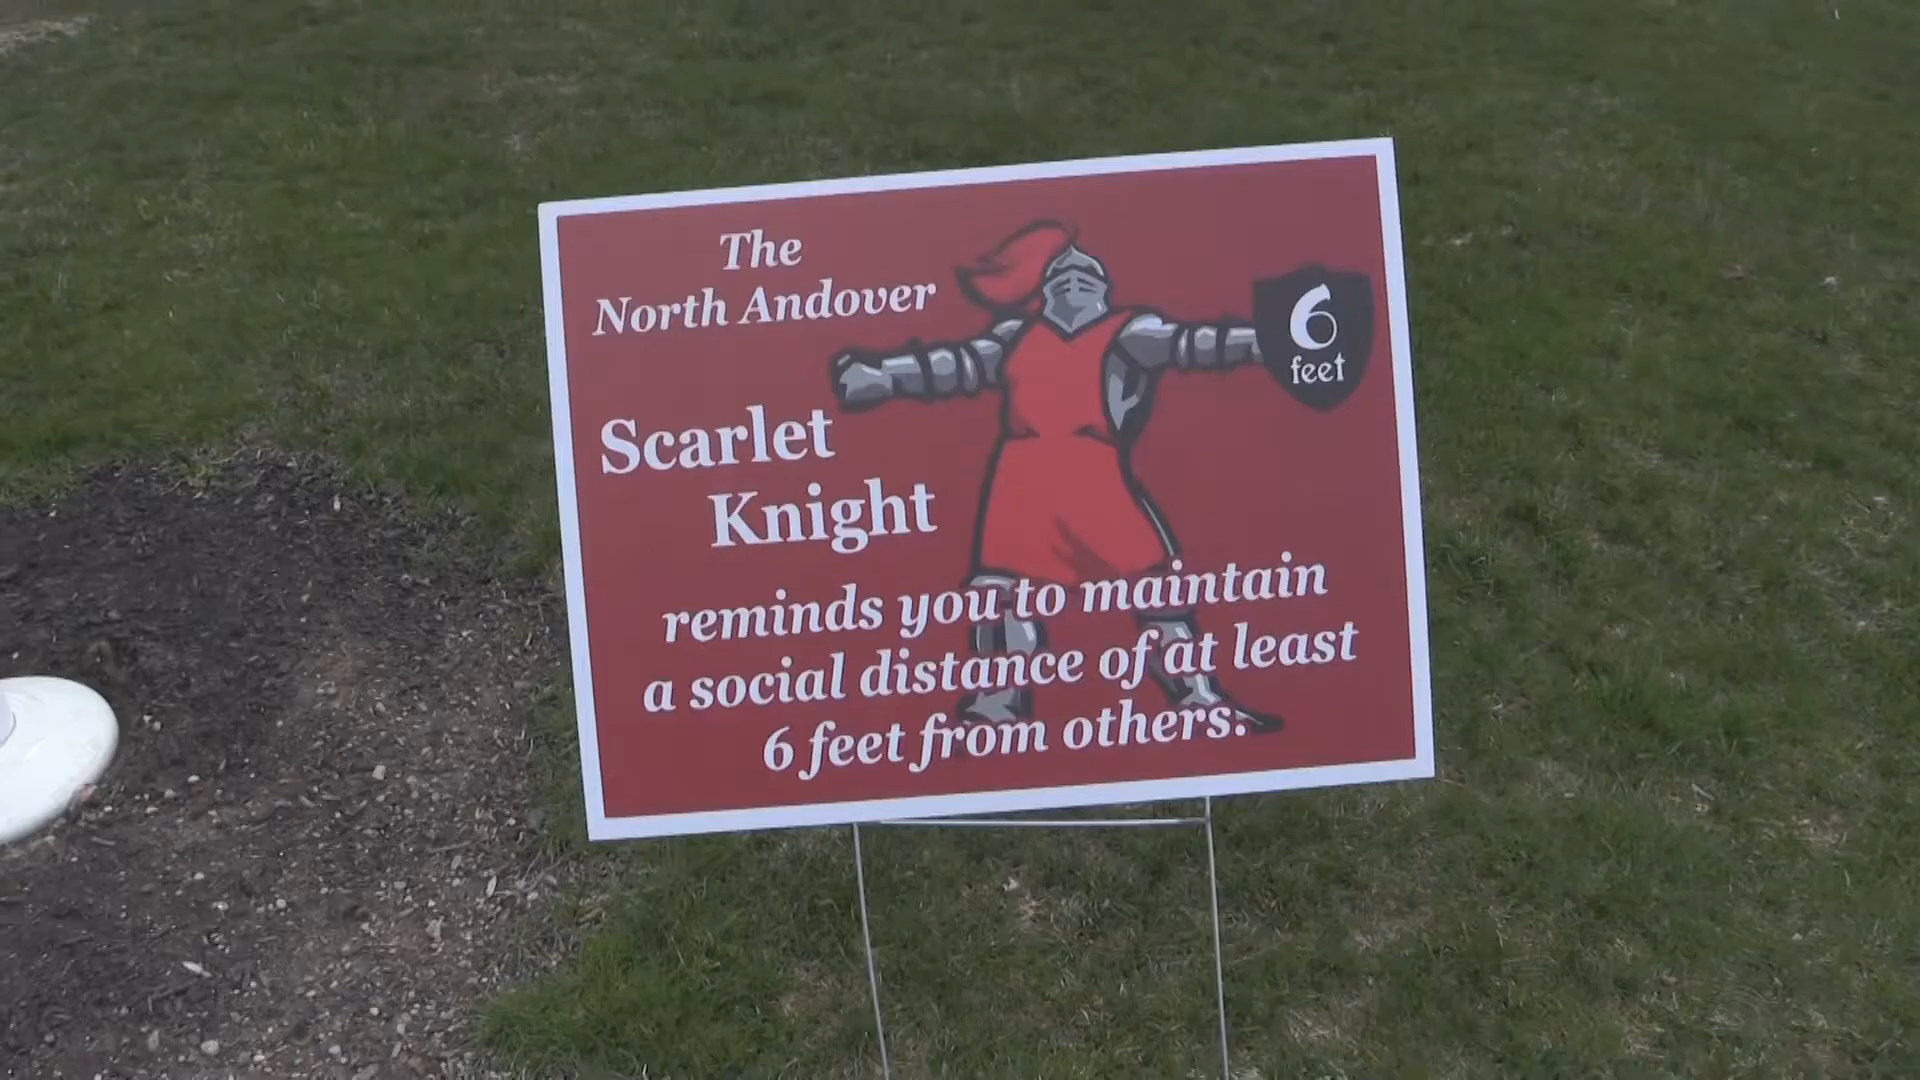 The
North Andover
Scarlet
Knight
6
feet
reminds you to maintain
a social distance of at least
6 feet from others.